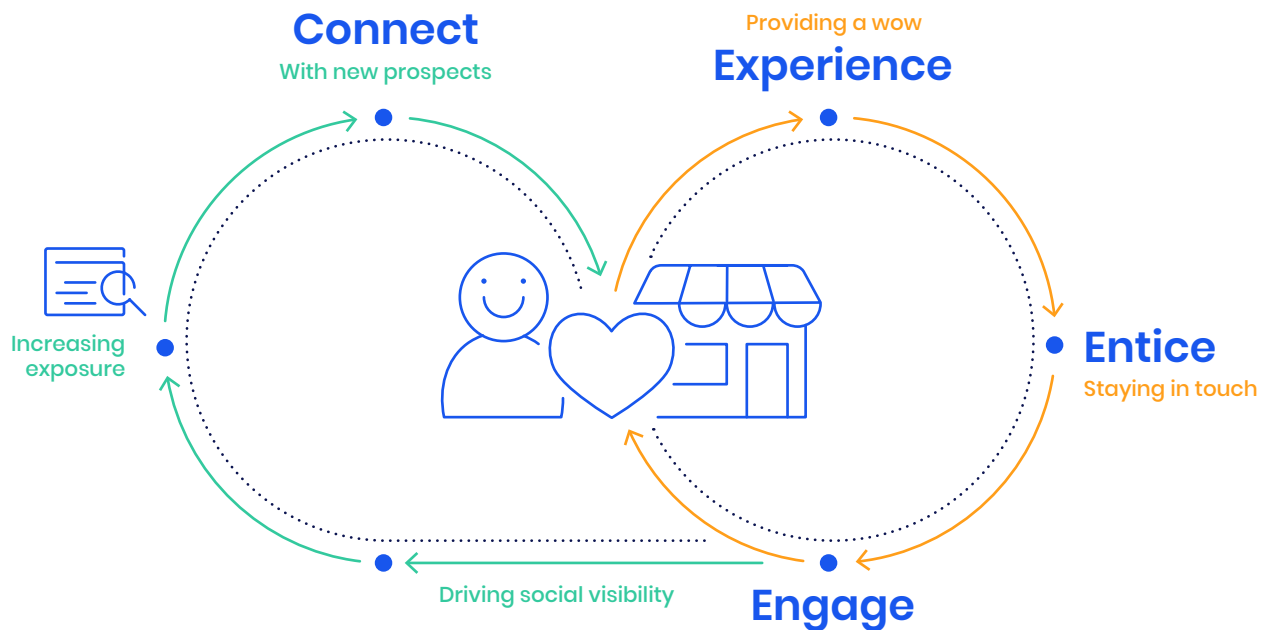 Connect
With new prospects
Providing a wow
Experience
Increasing
exposure
Entice
Staying in touch
Driving social visibility
Engage